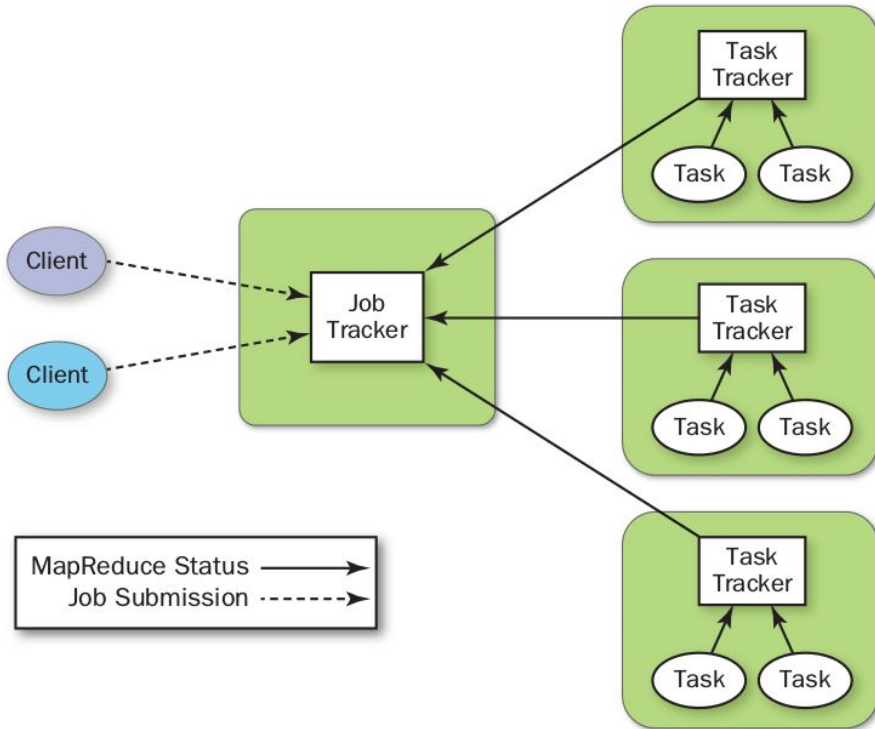 Task
Tracker
Task
Task
Client
Job
Tracker
Task
Tracker
Client
Task
Task
MapReduce Status
Job Submission
Task
Tracker
Task
Task